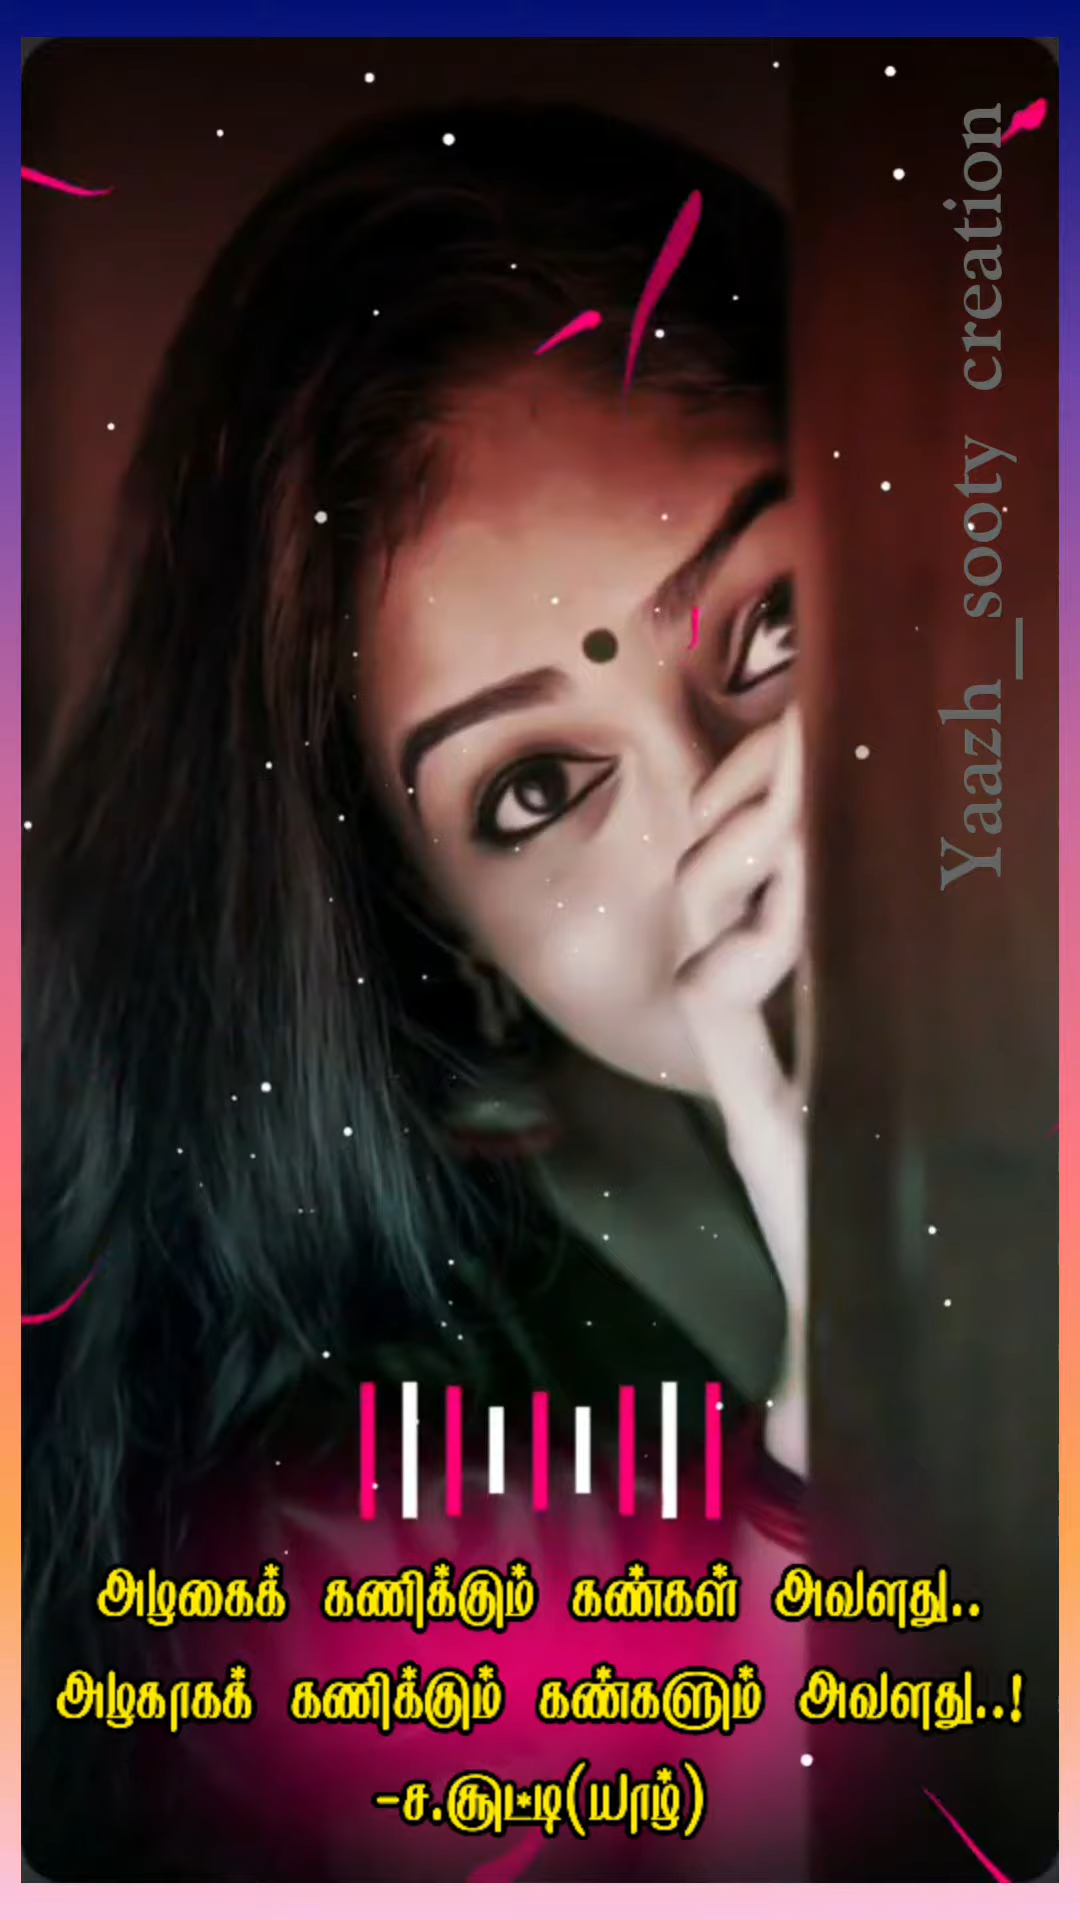 Yaazh_sooty creation
அழகைக் கணிக்கும் கண்கள் அவளது..
அழகாகக் கணிக்கும் கண்களும் அவளது..!
-ச.சூட்டி(யாழ்)